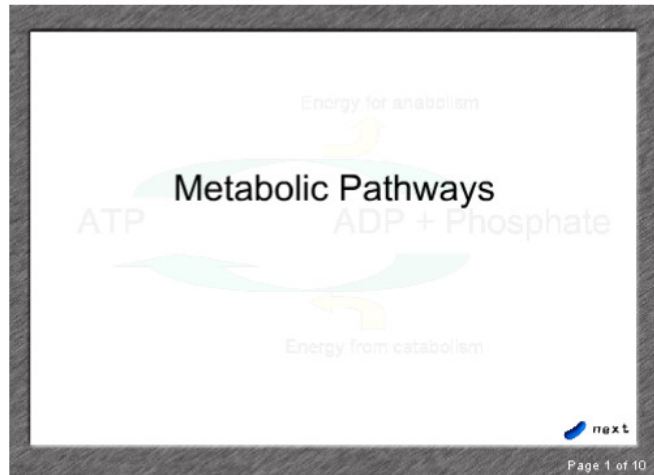 Energy for anabolism
Metabolic Pathways
ATP ADP + Phosphate
Energy from catabolism
next
Page 1 of 10